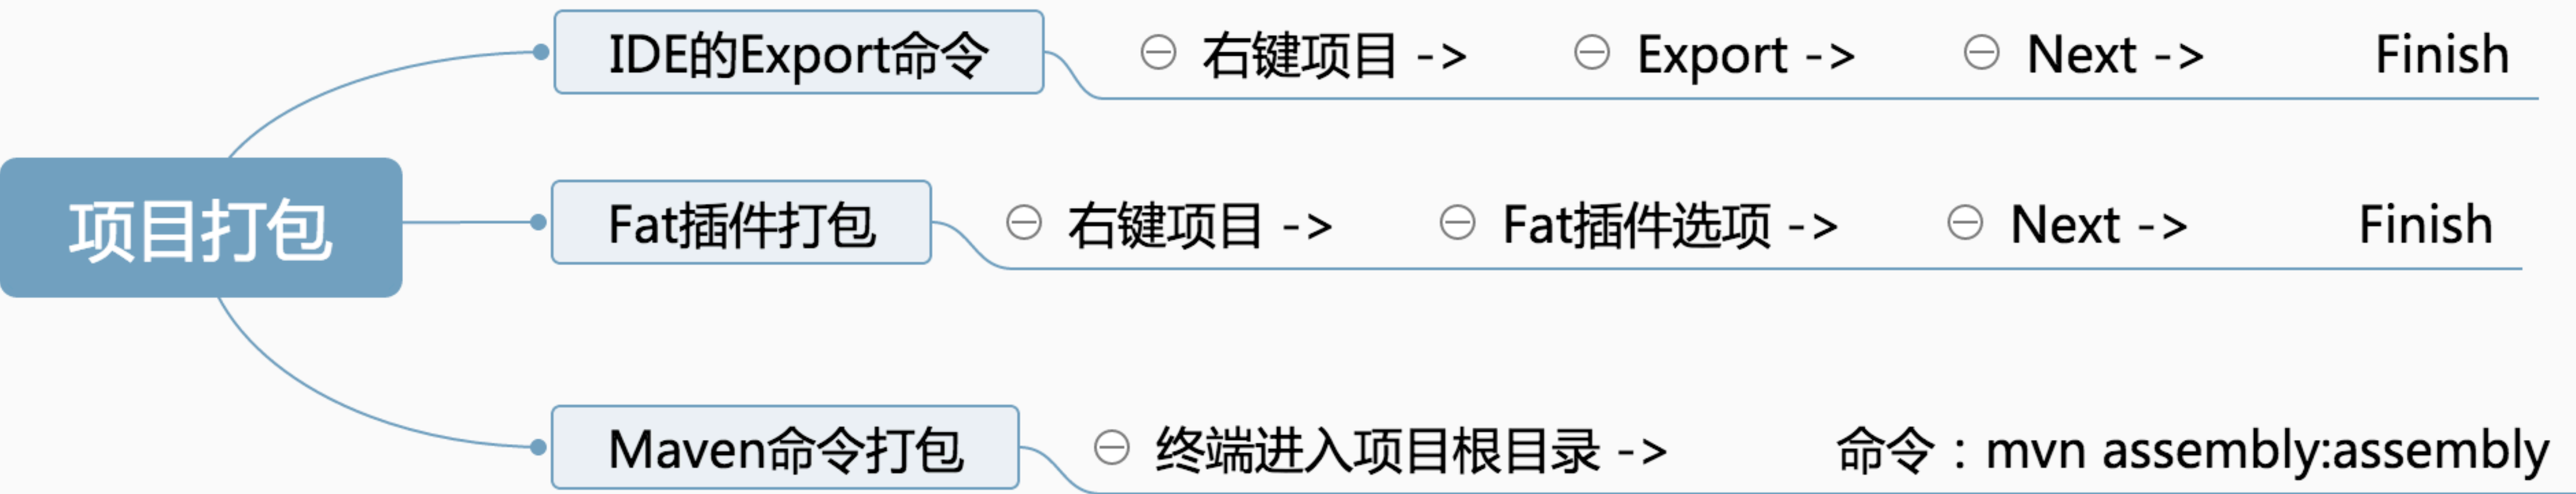 IDE的Export命令 右键项目 -> Export -> Next -> Finish
项目打包
Fat插件打包 右键项目 -> Fat插件选项 -> Next -> Finish
Maven命令打包 终端进入项目根目录 -> 命令：mvn assembly:assembly